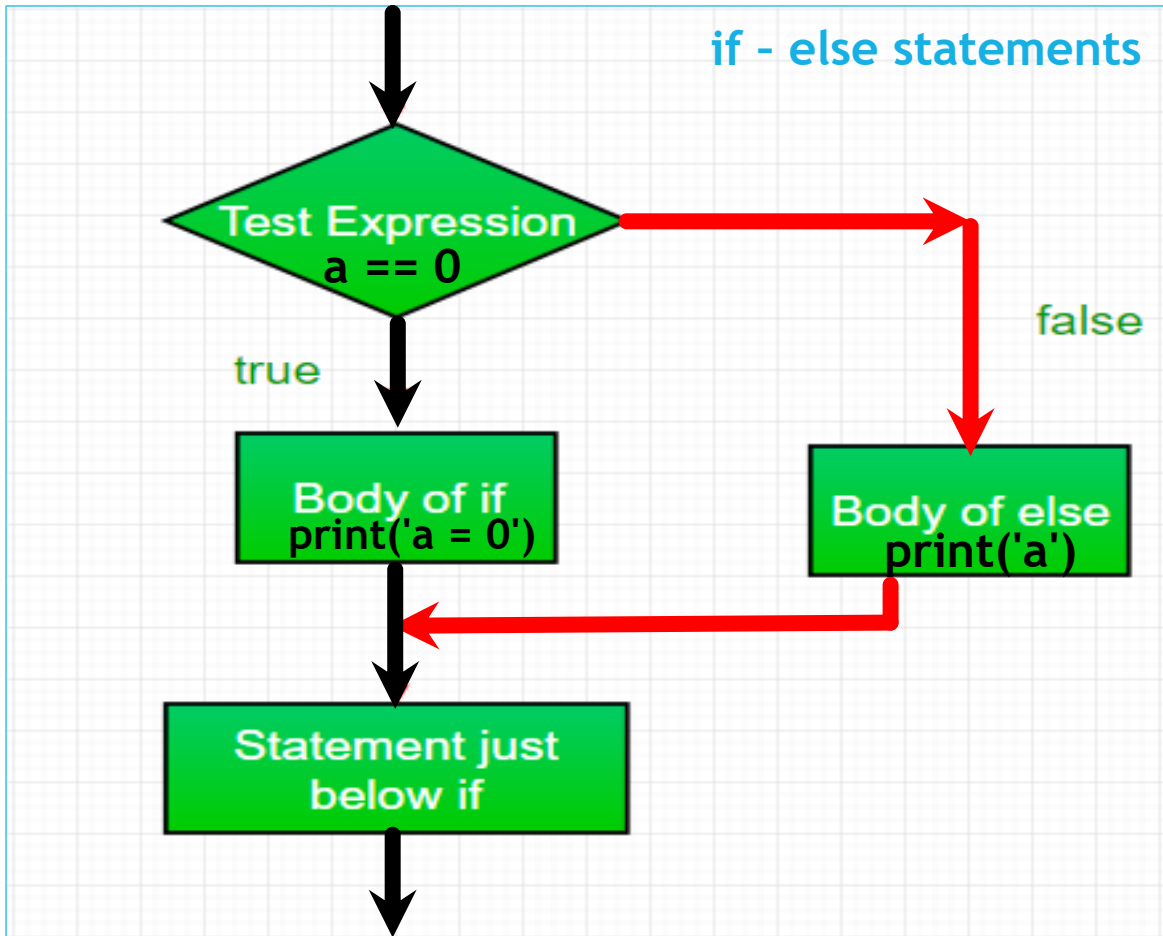 if - else statements
Test Expression
a == 0
false
true
Body of if
print('a = 0')
Body of else
print('a')
Statement just
below if